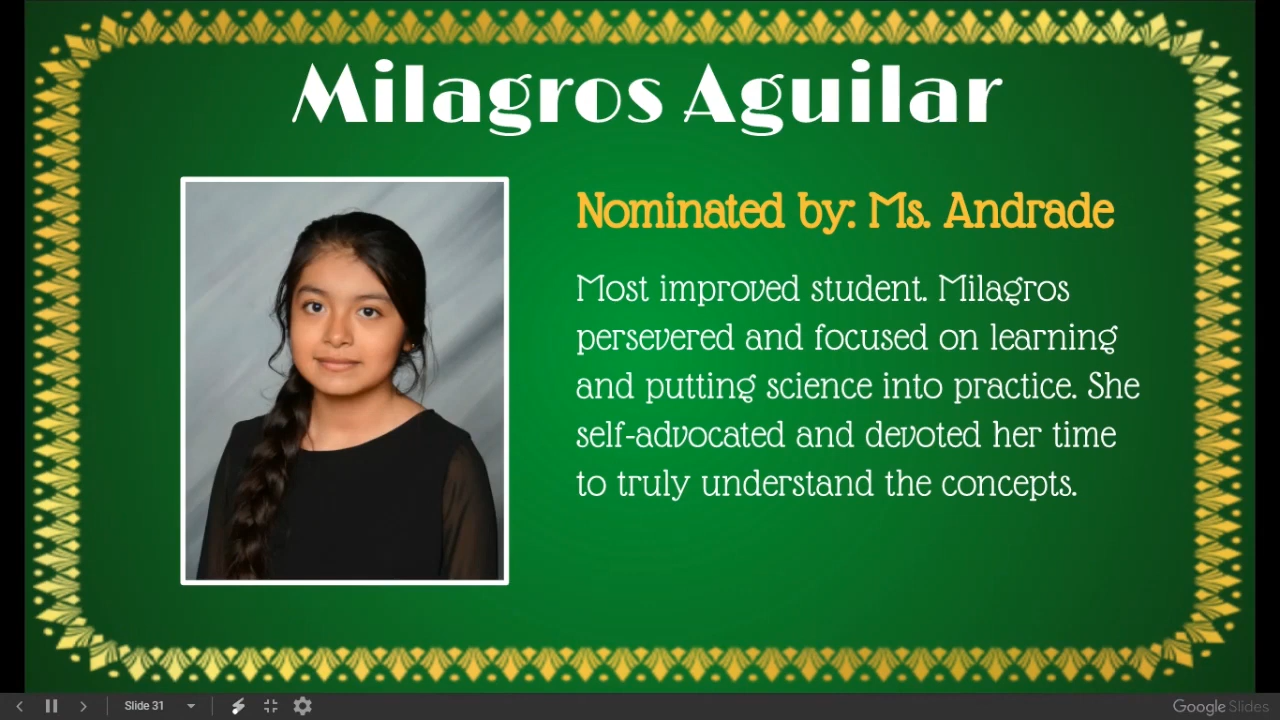 Milagros Aguilar
Nominated by: Ms. Andrade
Most improved student. Milagros
persevered and focused on learning
and putting science into practice. She
self-advocated and devoted her time
to truly understand the concepts.
Slide 31
Google Slides